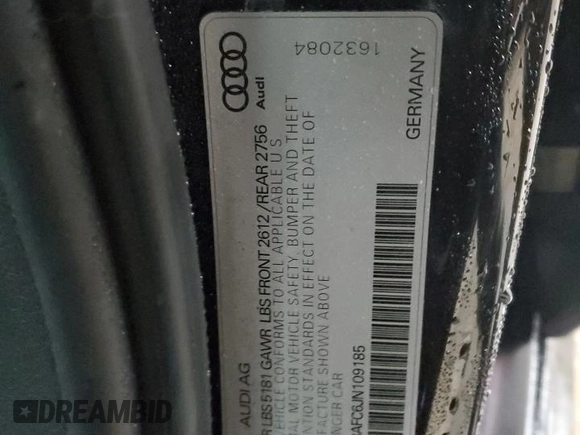 AUDI AG
LBS 5181 GAWR LBS FRONT 2612 / REAR 2756
CONFORMS TO ALL APPLICABLE U S
MOTOR VEHICLE SAFETY, BUMPER AND THEFT
STANDARDS IN EFFECT ON THE DATE OF
SHOWN ABOVE
CAR
AFC6JN109185
GERMANY
Audi
1632084
DREAMBID